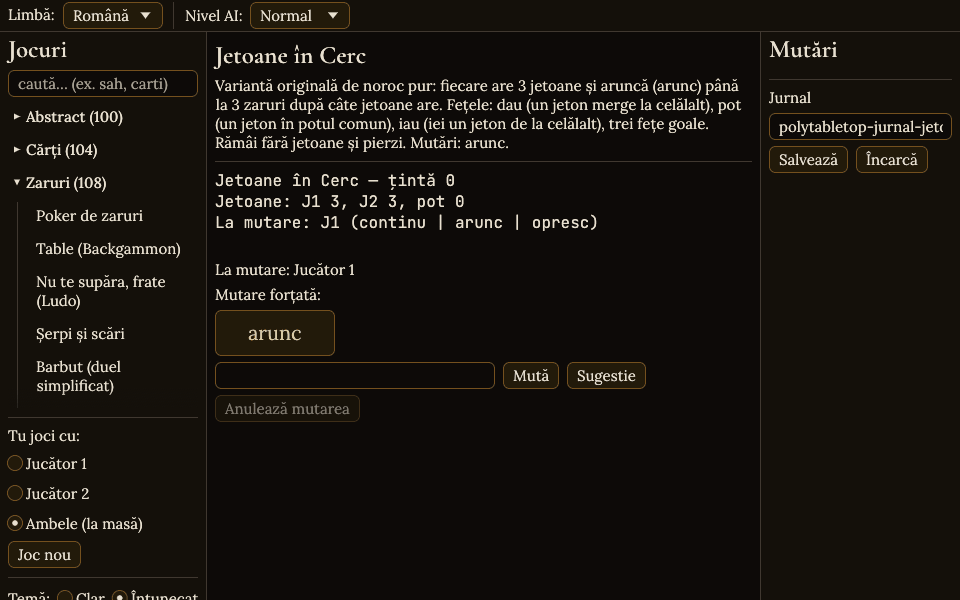 Limbă: Română Nivel AI: Normal
Jocuri
caută... (ex. sah, carti)
Abstract (100)
Cărți (104)
Zaruri (108)
Poker de zaruri
Table (Backgammon)
Nu te supăra, frate
(Ludo)
Șerpi și scări
Barbut (duel
simplificat)
Tu joci cu:
Jucător 1
Jucător 2
Ambele (la masă)
Joc nou
Temă: Clar Întunecat
Jetoane în Cerc
Variantă originală de noroc pur: fiecare are 3 jetoane și aruncă (arunc) până
la 3 zaruri după câte jetoane are. Fețele: dau (un jeton merge la celălalt), pot
(un jeton în potul comun), iau (iei un jeton de la celălalt), trei fețe goale.
Rămâi fără jetoane și pierzi. Mutări: arunc.
Jetoane în Cerc — țintă 0
Jetoane: J1 3, J2 3, pot 0
La mutare: J1 (continu | arunc | opresc)
La mutare: Jucător 1
Mutare forțată:
arunc
Mută Sugestie
Anulează mutarea
Mutări
Jurnal
polytabletop-jurnal-jeto
Salvează Încarcă